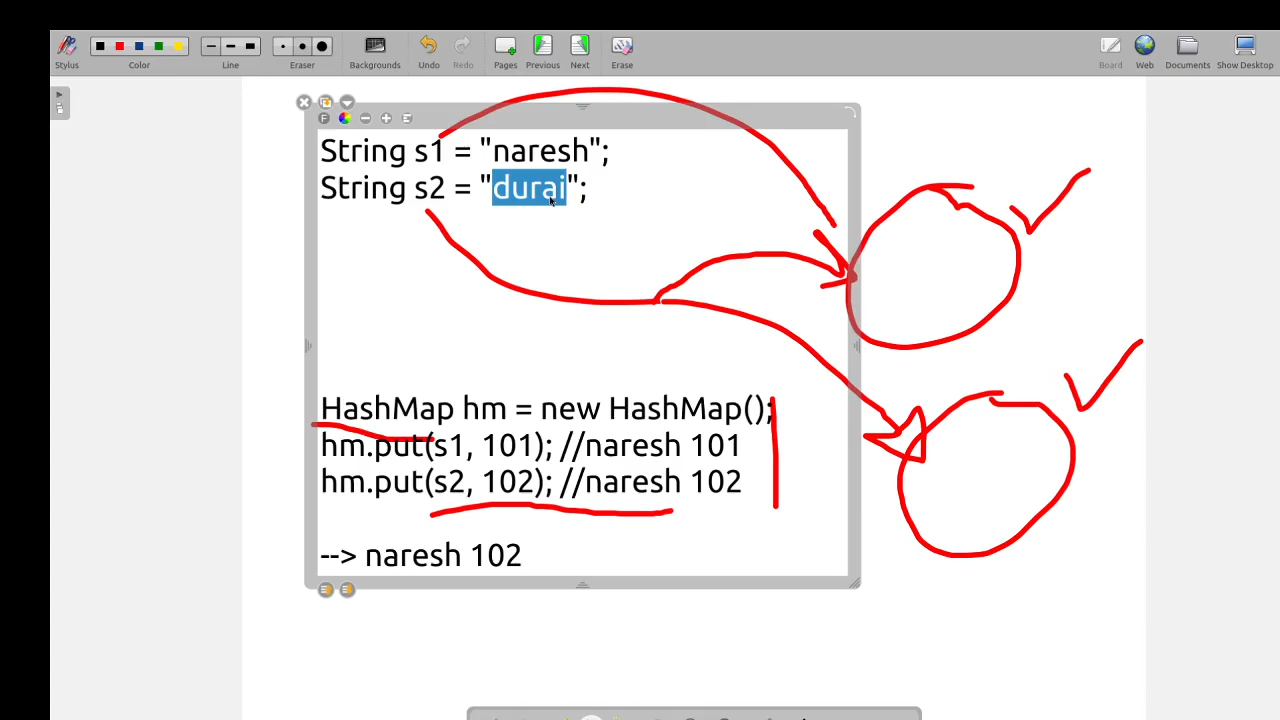 Stylus Color Line Eraser Backgrounds Undo Redo Pages Previous Next Erase Board Web Documents Show Desktop
String s1 = "naresh";
String s2 = "durai";
HashMap hm = new HashMap();
hm.put(s1, 101); //naresh 101
hm.put(s2, 102); //naresh 102
--> naresh 102